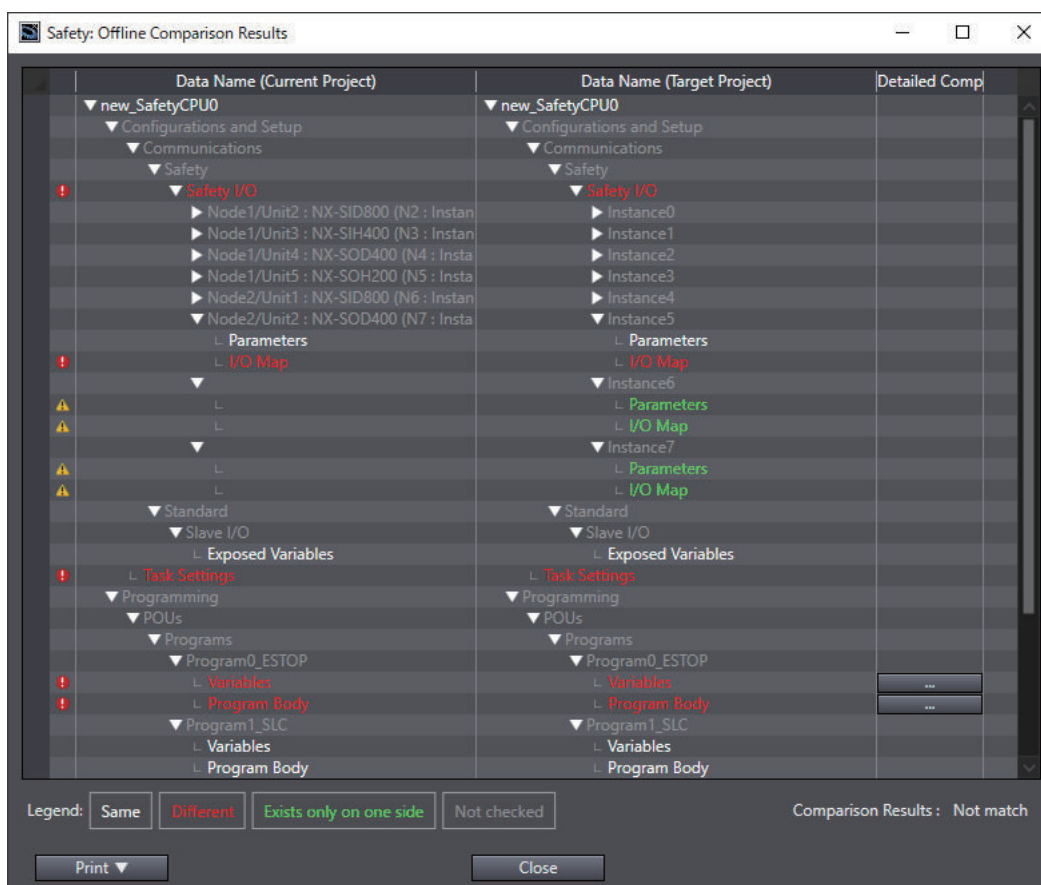 Safety: Offline Comparison Results
Data Name (Current Project) Data Name (Target Project) Detailed Comp
▼ new_SafetyCPU0 ▼ new_SafetyCPU0
▼ Configurations and Setup ▼ Configurations and Setup
▼ Communications ▼ Communications
▼ Safety ▼ Safety
▼ Safety I/O ▼ Safety I/O
▶ Node1/Unit2 : NX-SID800 (N2 : Instan ▶ Instance0
▶ Node1/Unit3 : NX-SIH400 (N3 : Instan ▶ Instance1
▶ Node1/Unit4 : NX-SOD400 (N4 : Insta ▶ Instance2
▶ Node1/Unit5 : NX-SOH200 (N5 : Insta ▶ Instance3
▶ Node2/Unit1 : NX-SID800 (N6 : Instan ▶ Instance4
▼ Node2/Unit2 : NX-SOD400 (N7 : Insta ▼ Instance5
Parameters Parameters
I/O Map I/O Map
▼ ▼ Instance6
Parameters
I/O Map
▼ ▼ Instance7
Parameters
I/O Map
▼ Standard ▼ Standard
▼ Slave I/O ▼ Slave I/O
Exposed Variables Exposed Variables
Task Settings Task Settings
▼ Programming ▼ Programming
▼ POUs ▼ POUs
▼ Programs ▼ Programs
▼ Program0_ESTOP ▼ Program0_ESTOP
Variables Variables ...
Program Body Program Body ...
▼ Program1_SLC ▼ Program1_SLC
Variables Variables
Program Body Program Body
Legend: Same Different Exists only on one side Not checked Comparison Results : Not match
Print ▼ Close